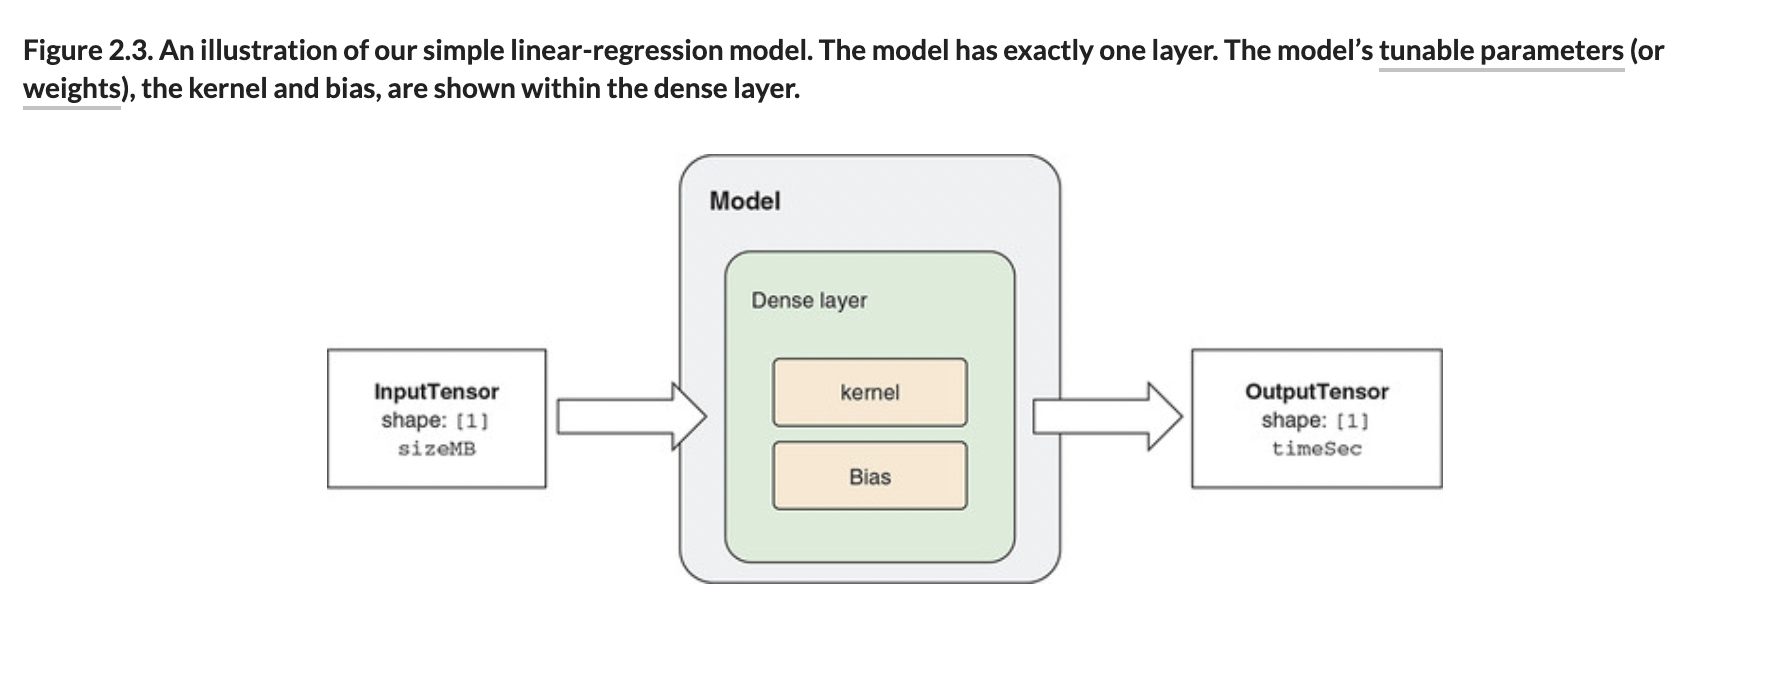 Figure 2.3. An illustration of our simple linear-regression model. The model has exactly one layer. The model’s tunable parameters (or
weights), the kernel and bias, are shown within the dense layer.
Model
Dense layer
InputTensor
shape: [1]
sizeMB
kernel
Bias
OutputTensor
shape: [1]
timeSec